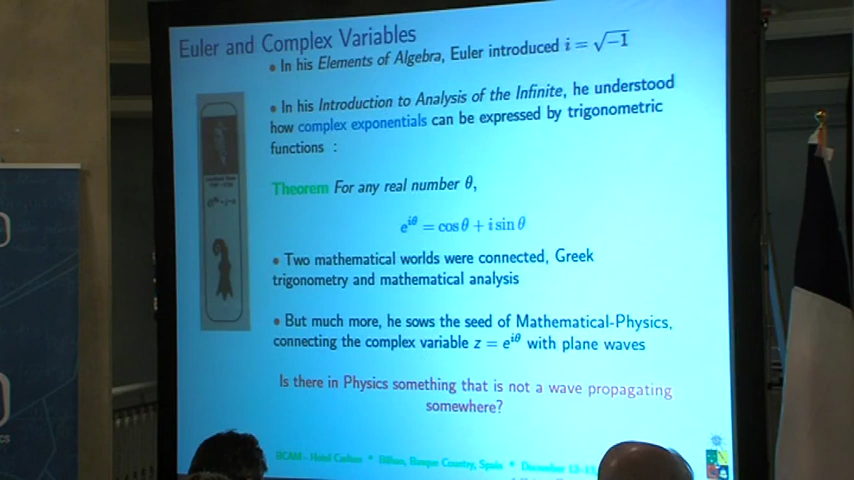 Euler and Complex Variables
• In his Elements of Algebra, Euler introduced i = √−1
• In his Introduction to Analysis of the Infinite, he understood
how complex exponentials can be expressed by trigonometric
functions :
Theorem For any real number θ,
e^{iθ} = cos θ + i sin θ
• Two mathematical worlds were connected, Greek
trigonometry and mathematical analysis
• But much more, he sows the seed of Mathematical-Physics,
connecting the complex variable z = e^{iθ} with plane waves
Is there in Physics something that is not a wave propagating
somewhere?
BCAM - Hotel Carlton * Bilbao, Basque Country, Spain * December